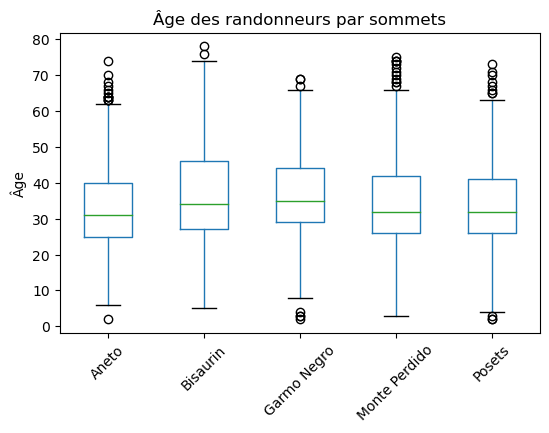 Âge des randonneurs par sommets
80
70
60
50
40
30
20
10
0
Âge
Aneto
Bisaurin
Garmo Negro
Monte Perdido
Posets